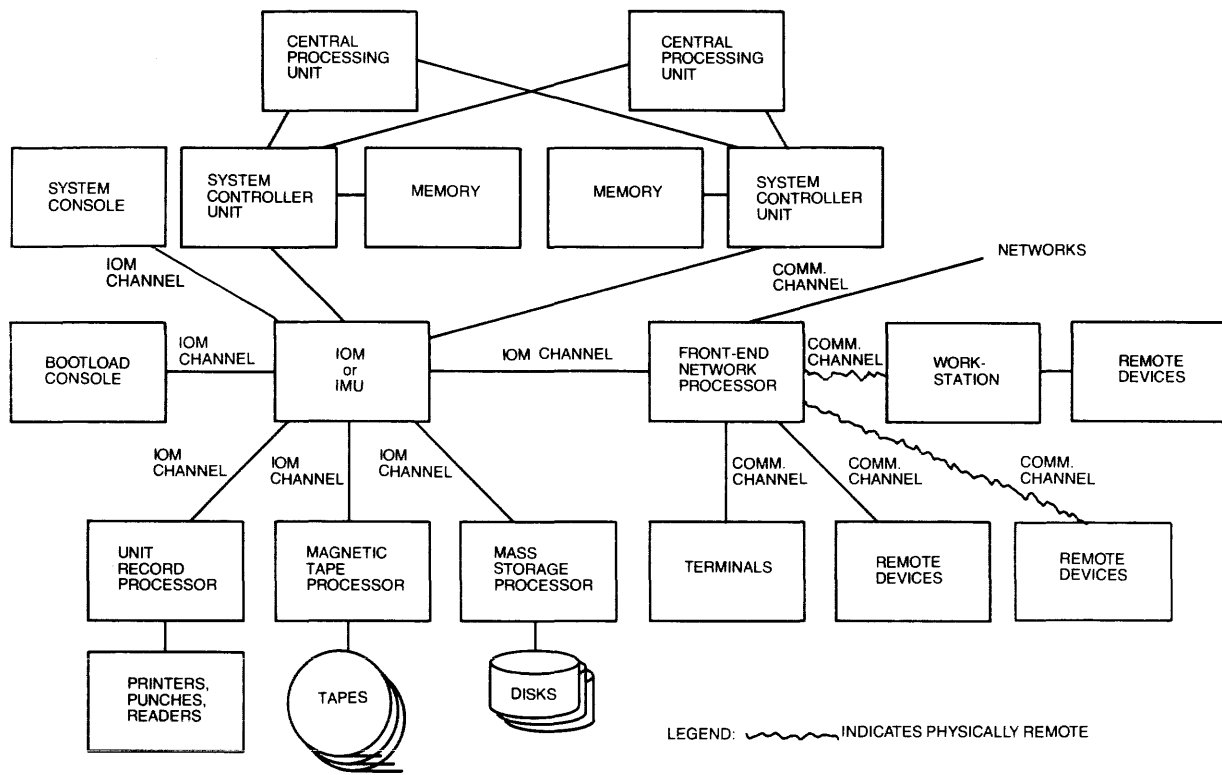 CENTRAL
PROCESSING
UNIT
CENTRAL
PROCESSING
UNIT
SYSTEM
CONSOLE
SYSTEM
CONTROLLER
UNIT
MEMORY
MEMORY
SYSTEM
CONTROLLER
UNIT
IOM
CHANNEL
COMM.
CHANNEL
NETWORKS
BOOTLOAD
CONSOLE
IOM
CHANNEL
IOM
or
IMU
IOM CHANNEL
FRONT-END
NETWORK
PROCESSOR
COMM.
CHANNEL
WORK-
STATION
REMOTE
DEVICES
IOM
CHANNEL
IOM
CHANNEL
IOM
CHANNEL
COMM.
CHANNEL
COMM.
CHANNEL
COMM.
CHANNEL
UNIT
RECORD
PROCESSOR
MAGNETIC
TAPE
PROCESSOR
MASS
STORAGE
PROCESSOR
TERMINALS
REMOTE
DEVICES
REMOTE
DEVICES
PRINTERS,
PUNCHES,
READERS
TAPES
DISKS
LEGEND: INDICATES PHYSICALLY REMOTE